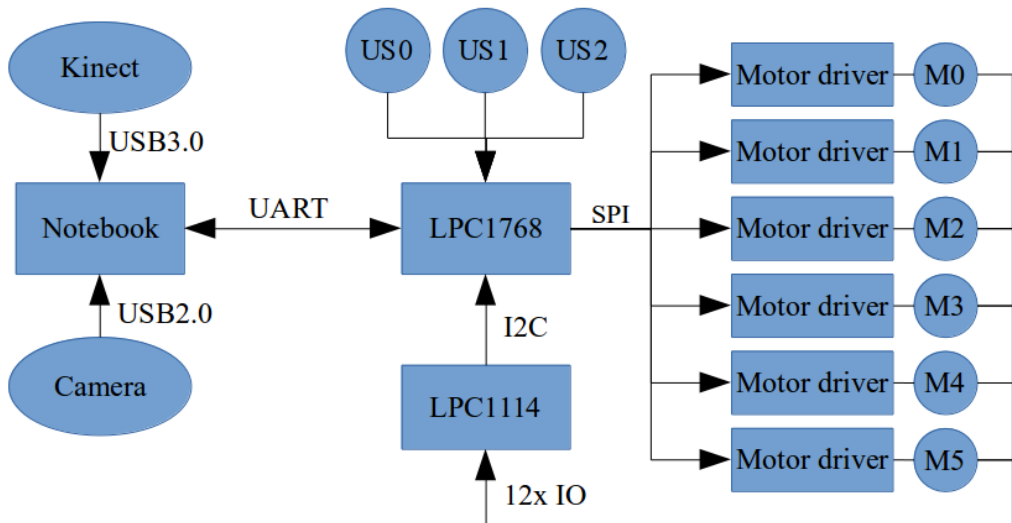 Kinect
US0
US1
US2
Motor driver
M0
USB3.0
Motor driver
M1
Notebook
UART
LPC1768
SPI
Motor driver
M2
USB2.0
I2C
Motor driver
M3
Camera
LPC1114
Motor driver
M4
12x IO
Motor driver
M5